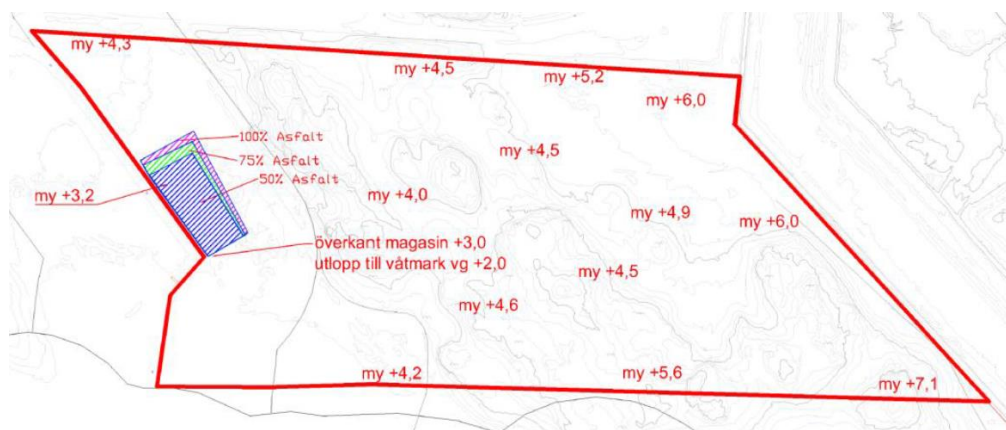 my +4,3
my +4,5
my +5,2
my +6,0
100% Asfalt
75% Asfalt
50% Asfalt
my +4,5
my +3,2
my +4,0
my +4,9
my +6,0
överkant magasin +3,0
utlopp till våtmark vg +2,0
my +4,5
my +4,6
my +4,2
my +5,6
my +7,1